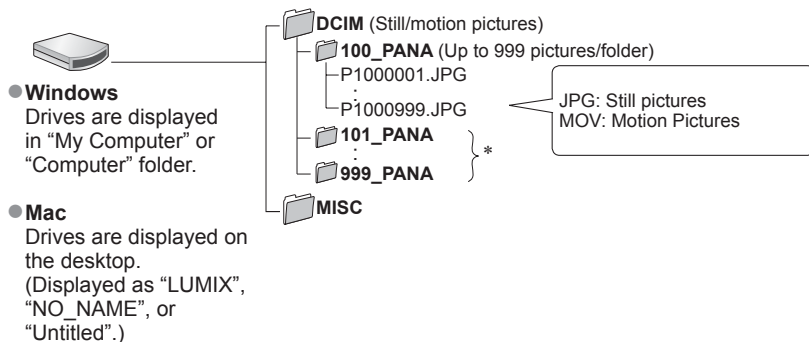 ●Windows
Drives are displayed
in “My Computer” or
“Computer” folder.
●Mac
Drives are displayed on
the desktop.
(Displayed as “LUMIX”,
“NO_NAME”, or
“Untitled”.)
DCIM (Still/motion pictures)
100_PANA (Up to 999 pictures/folder)
P1000001.JPG
:
P1000999.JPG
101_PANA
:
999_PANA
*
MISC
JPG: Still pictures
MOV: Motion Pictures